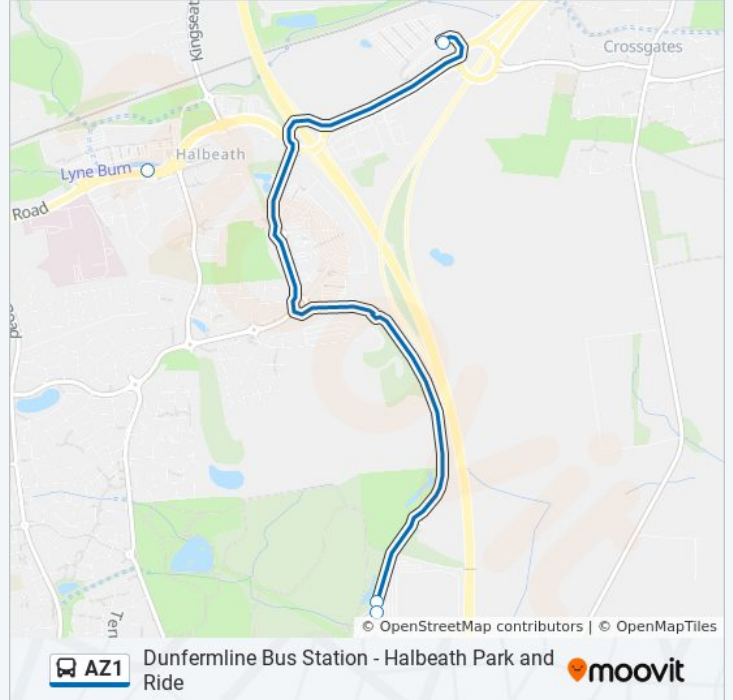 Kingseat
Crossgates
Halbeath
Lyne Burn
Road
Ten
© OpenStreetMap contributors | © OpenMapTiles
AZ1
Dunfermline Bus Station - Halbeath Park and
Ride
moovit